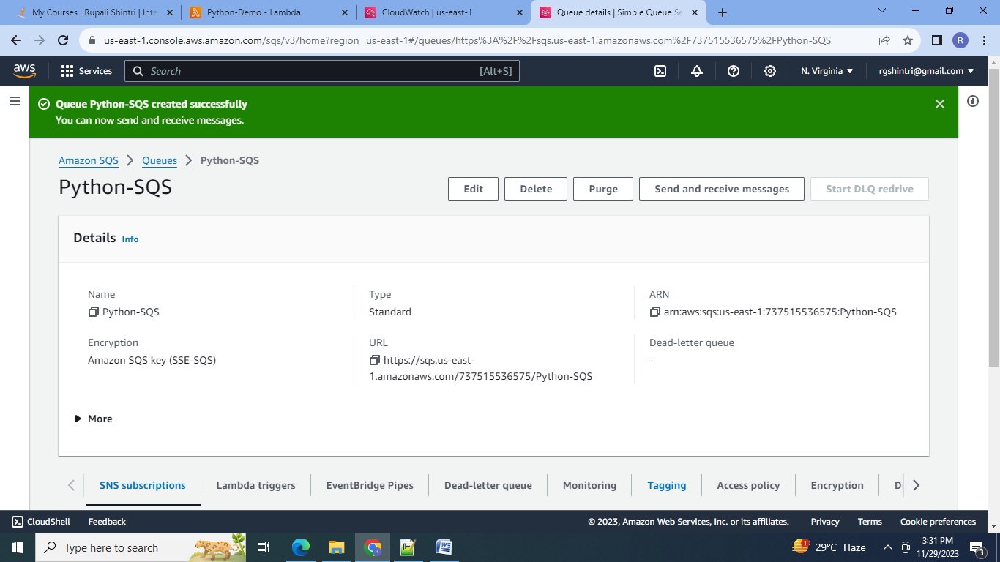 My Courses | Rupali Shintri | Inte
Python-Demo - Lambda
CloudWatch | us-east-1
Queue details | Simple Queue Se
us-east-1.console.aws.amazon.com/sqs/v3/home?region=us-east-1#/queues/https%3A%2F%2Fsqs.us-east-1.amazonaws.com%2F737515536575%2FPython-SQS
R
aws
Services
Search
[Alt+S]
N. Virginia
rgshintri@gmail.com
Queue Python-SQS created successfully
You can now send and receive messages.
Amazon SQS > Queues > Python-SQS
Python-SQS
Edit
Delete
Purge
Send and receive messages
Start DLQ redrive
Details Info
Name
Python-SQS
Type
Standard
ARN
arn:aws:sqs:us-east-1:737515536575:Python-SQS
Encryption
Amazon SQS key (SSE-SQS)
URL
https://sqs.us-east-
1.amazonaws.com/737515536575/Python-SQS
Dead-letter queue
-
More
SNS subscriptions
Lambda triggers
EventBridge Pipes
Dead-letter queue
Monitoring
Tagging
Access policy
Encryption
D
CloudShell
Feedback
© 2023, Amazon Web Services, Inc. or its affiliates.
Privacy
Terms
Cookie preferences
Type here to search
1
29°C Haze
3:31 PM
11/29/2023
3